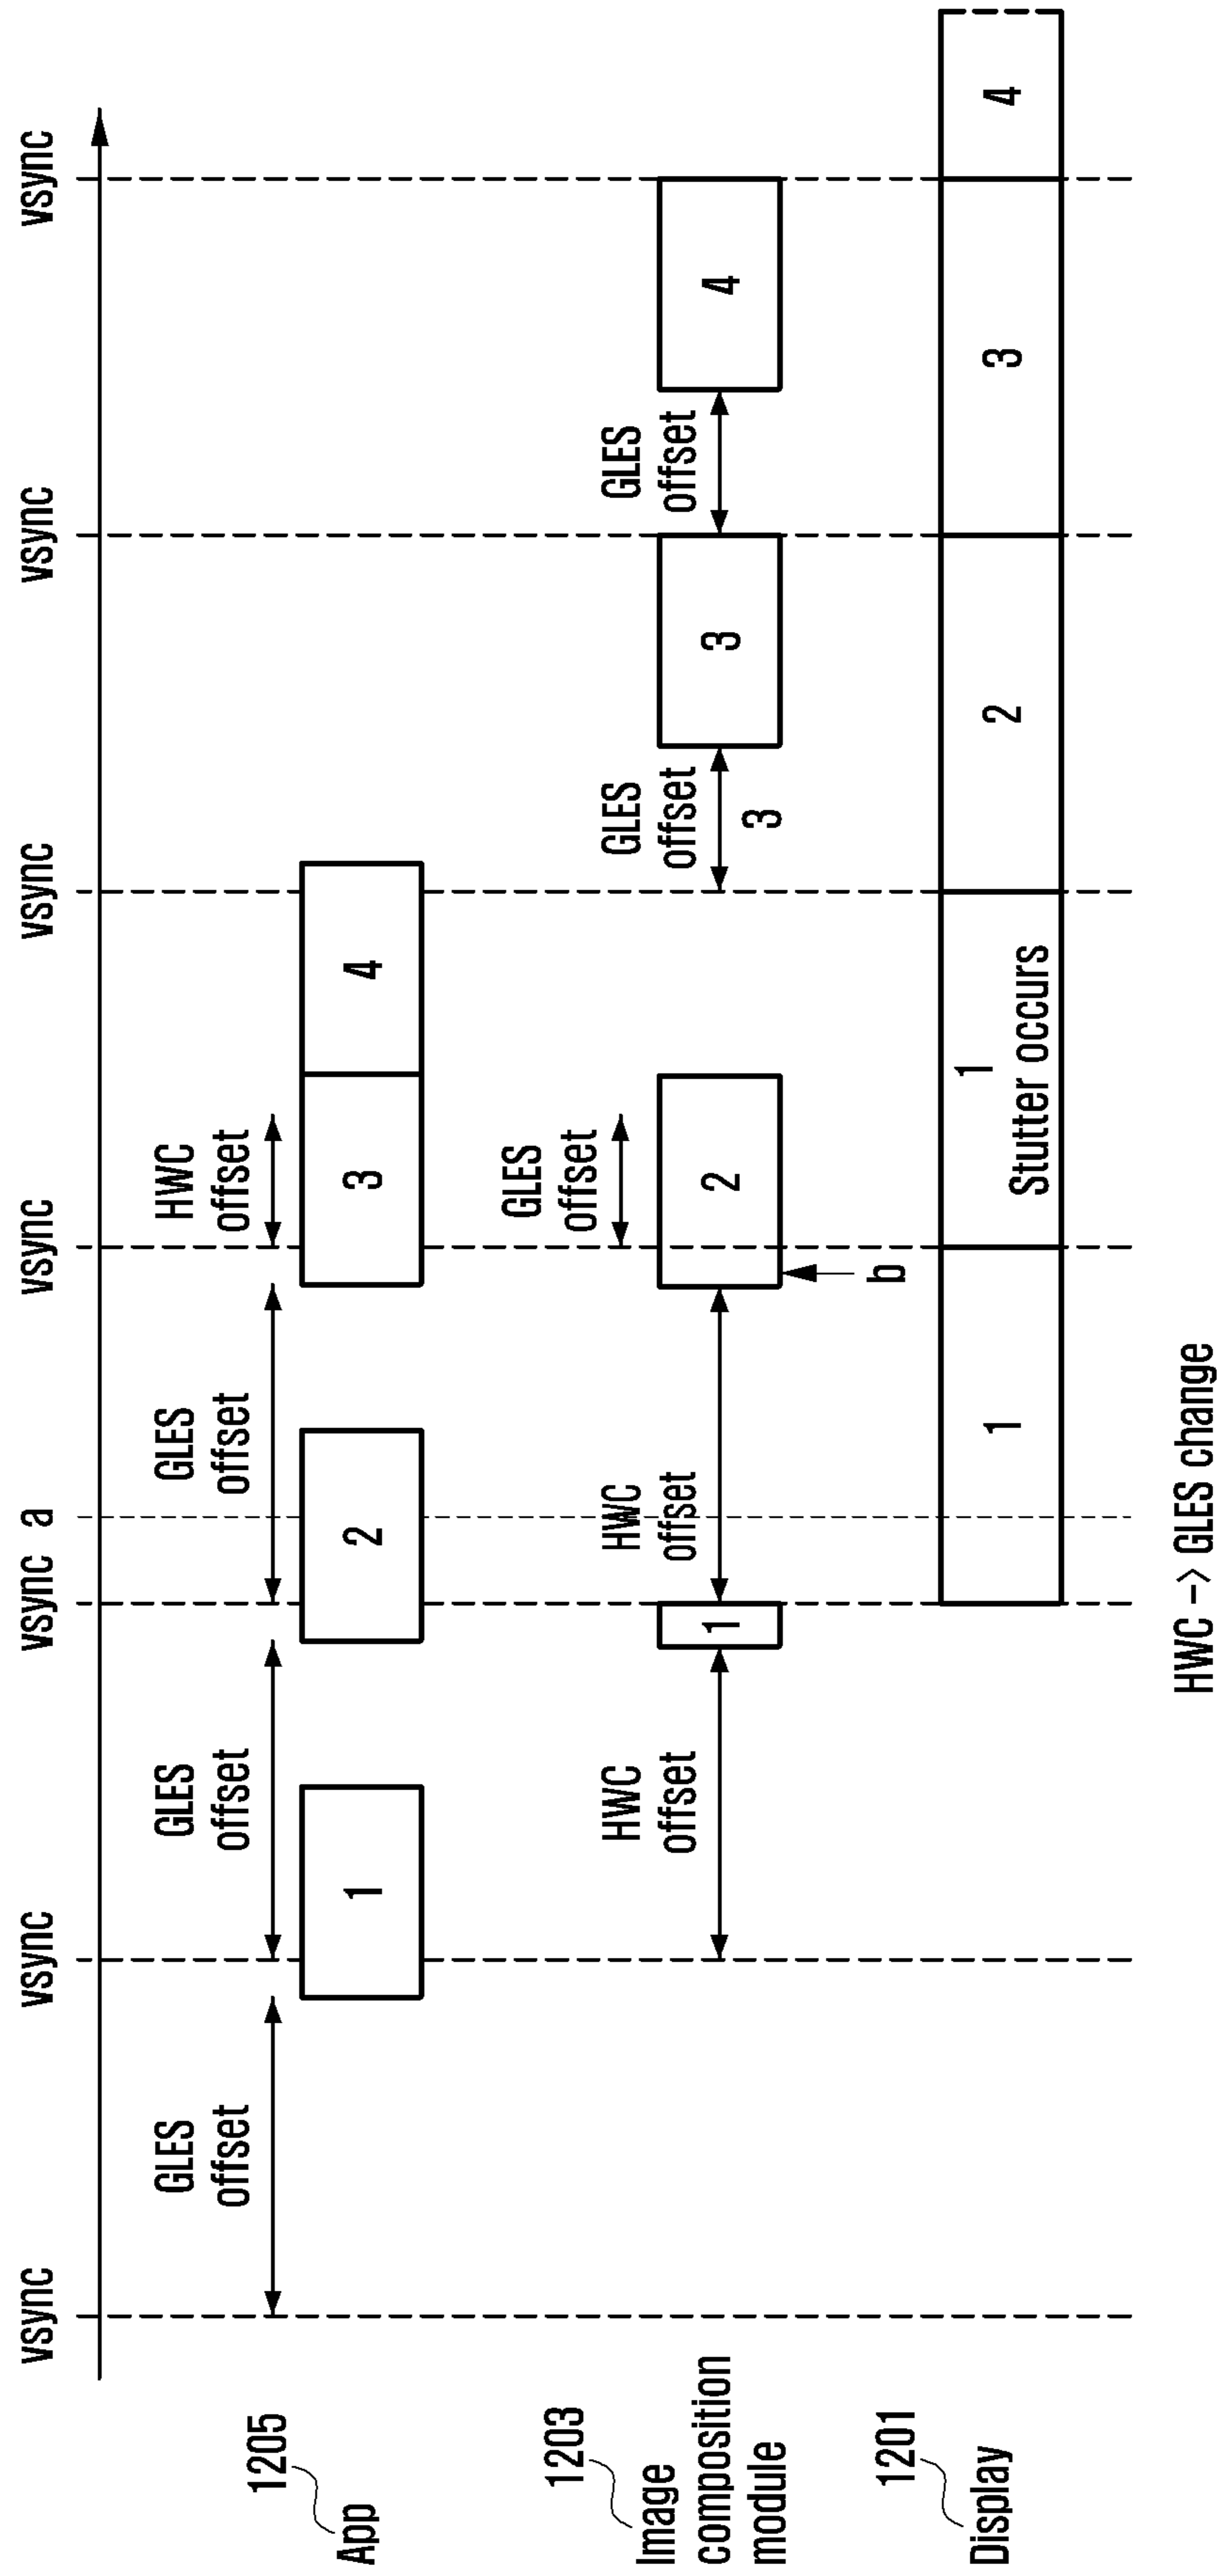 vsync
vsync
vsync
a
vsync
vsync
vsync
vsync
1205
App
GLES
offset
GLES
offset
GLES
offset
GLES
offset
HWC
offset
1
2
3
4
1203
Image
composition
module
HWC
offset
HWC
offset
GLES
offset
GLES
offset
GLES
offset
1
2
3
3
4
b
1201
Display
1
1
Stutter occurs
2
3
4
HWC -> GLES change